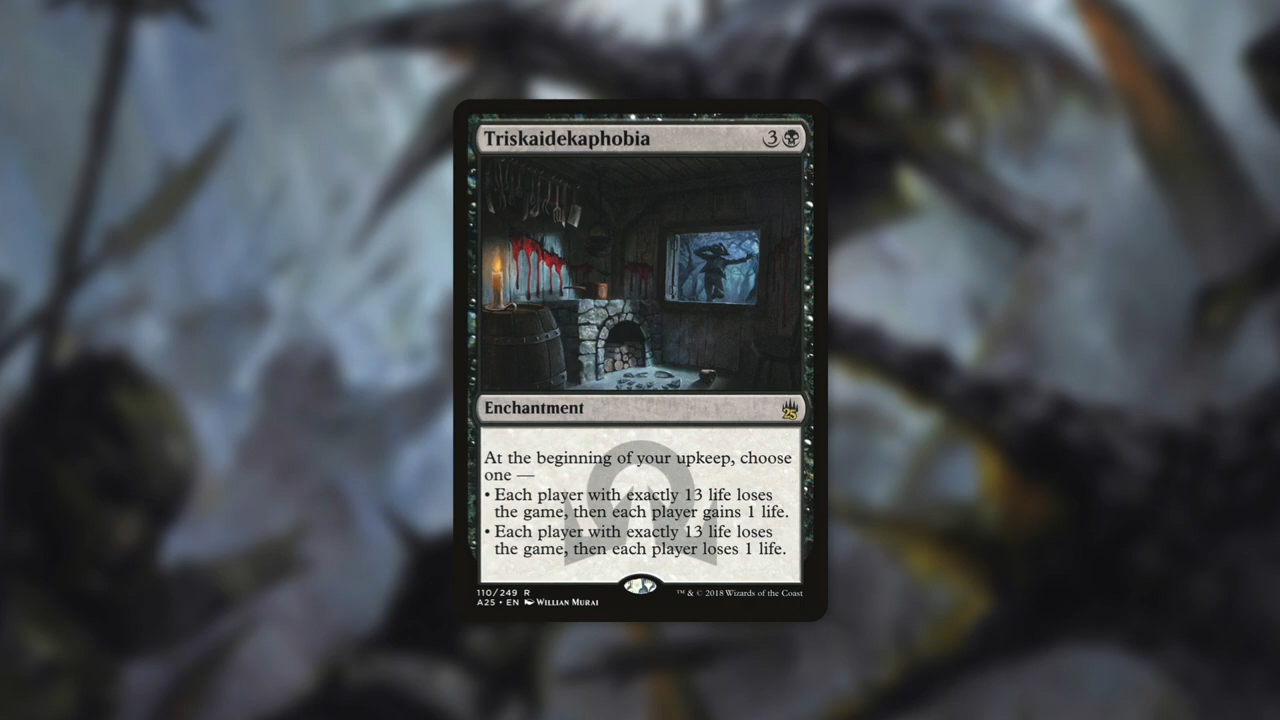 Triskaidekaphobia 3
Enchantment 25
At the beginning of your upkeep, choose
one —
• Each player with exactly 13 life loses
the game, then each player gains 1 life.
• Each player with exactly 13 life loses
the game, then each player loses 1 life.
110/249 R
A25 • EN Willian Murai
™ & © 2018 Wizards of the Coast